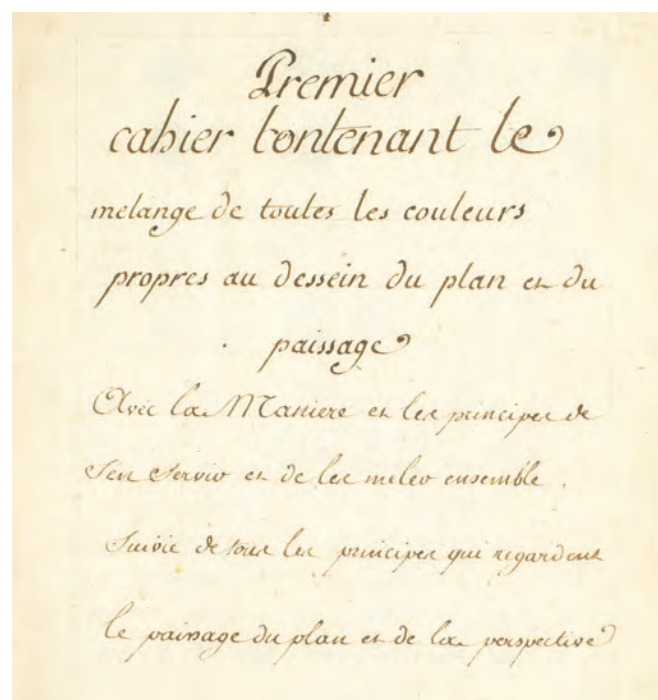 Premier
cahier Contenant le
melange de toutes les couleurs
propres au dessein du plan et du
paissage
Avec la Maniere et les principes de
s'en servir et de les meler ensemble.
Suivie de tous les principes qui regardent
le paissage du plan et de la perspective